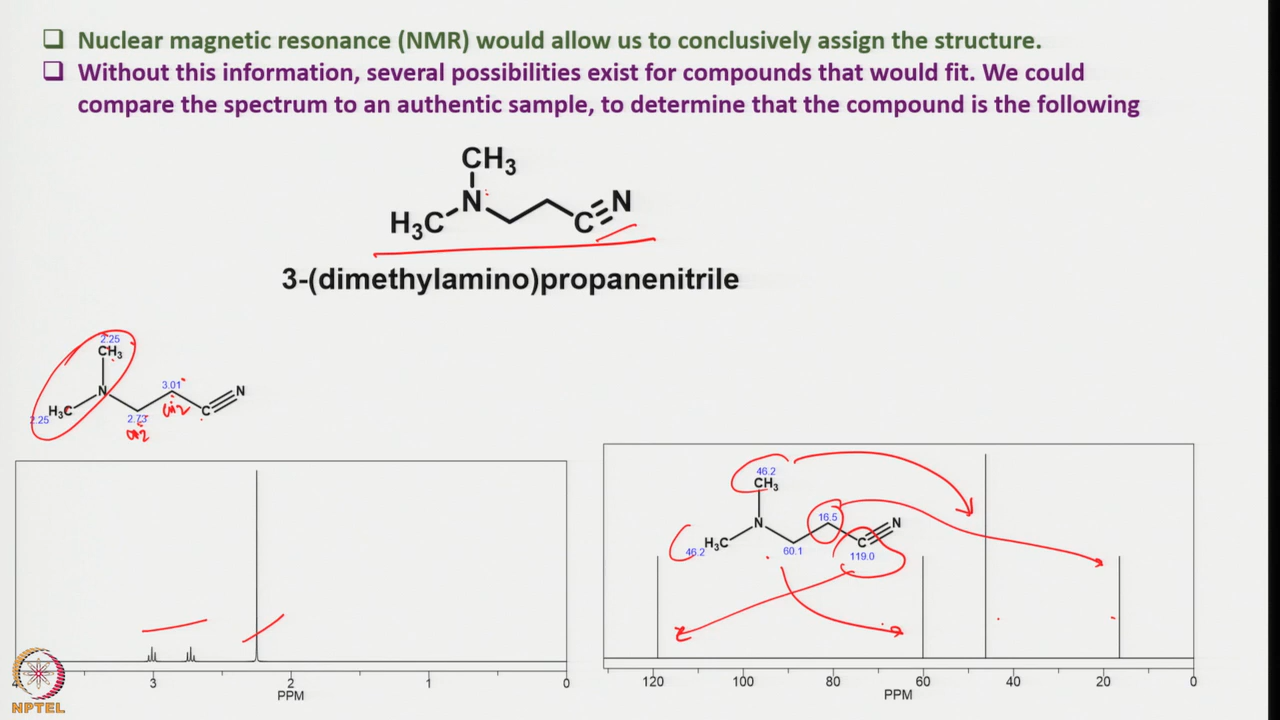 Nuclear magnetic resonance (NMR) would allow us to conclusively assign the structure.
Without this information, several possibilities exist for compounds that would fit. We could
compare the spectrum to an authentic sample, to determine that the compound is the following
CH3
N
H3C
C
N
3-(dimethylamino)propanenitrile
2.25
CH3
N
3.01
N
2.25
H3C
2.73
C
CH2
CH2
46.2
CH3
N
16.5
N
46.2
H3C
60.1
C
119.0
4 3 2 1 0
PPM
120 100 80 60 40 20 0
PPM
NPTEL